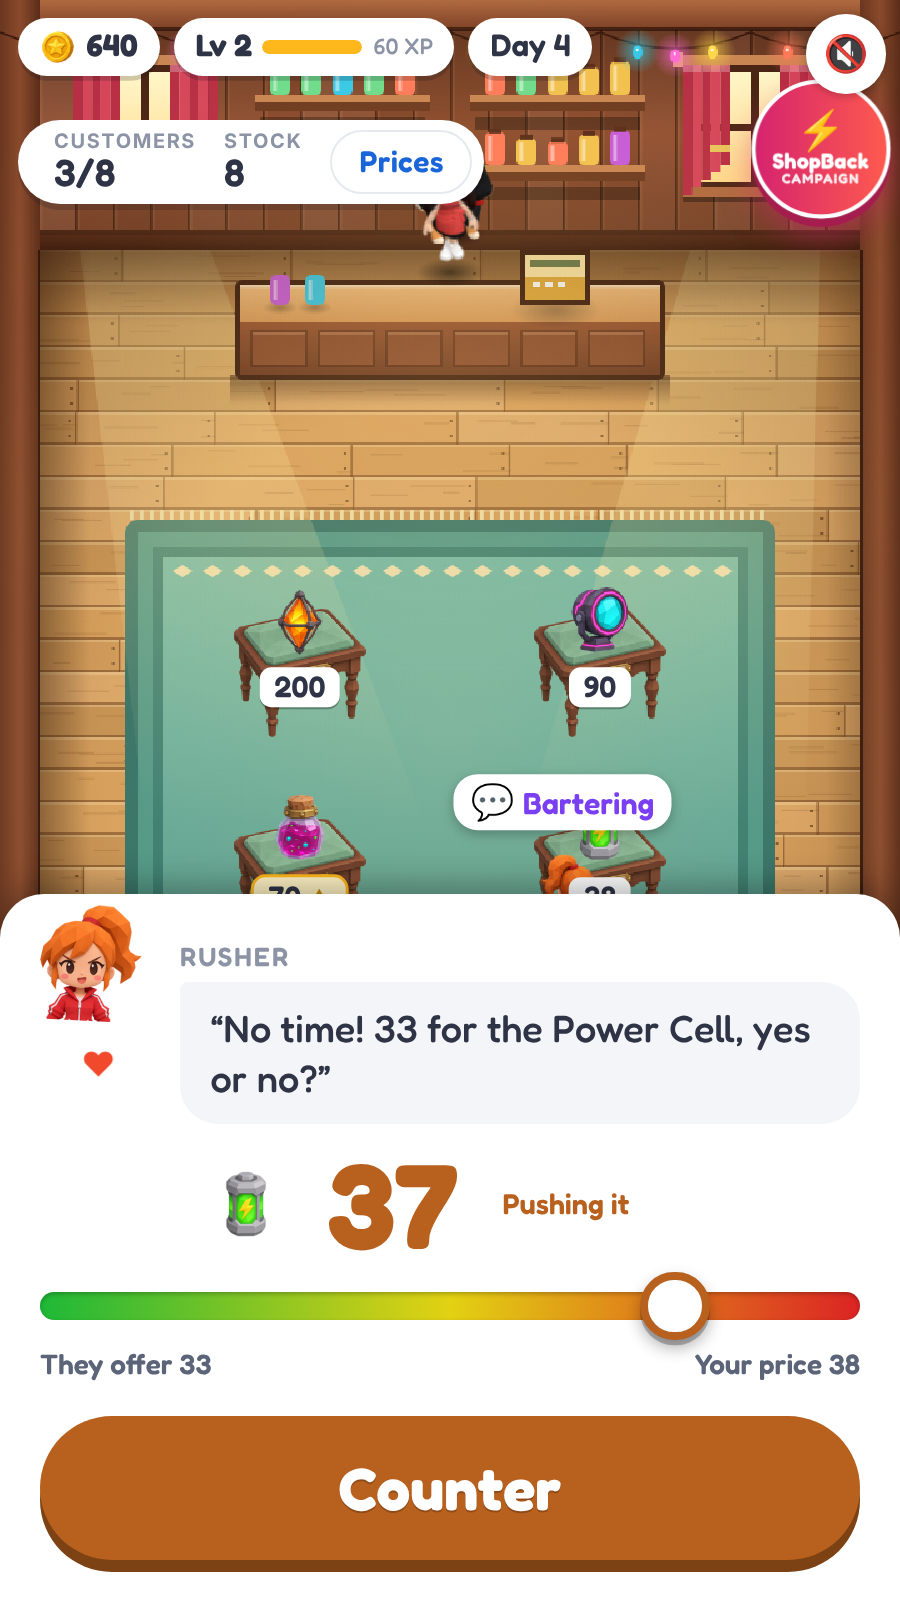 640
Lv 2 60 XP
Day 4
CUSTOMERS STOCK
3/8 8
Prices
ShopBack
CAMPAIGN
200
90
Bartering
RUSHER
“No time! 33 for the Power Cell, yes
or no?”
37 Pushing it
They offer 33
Your price 38
Counter